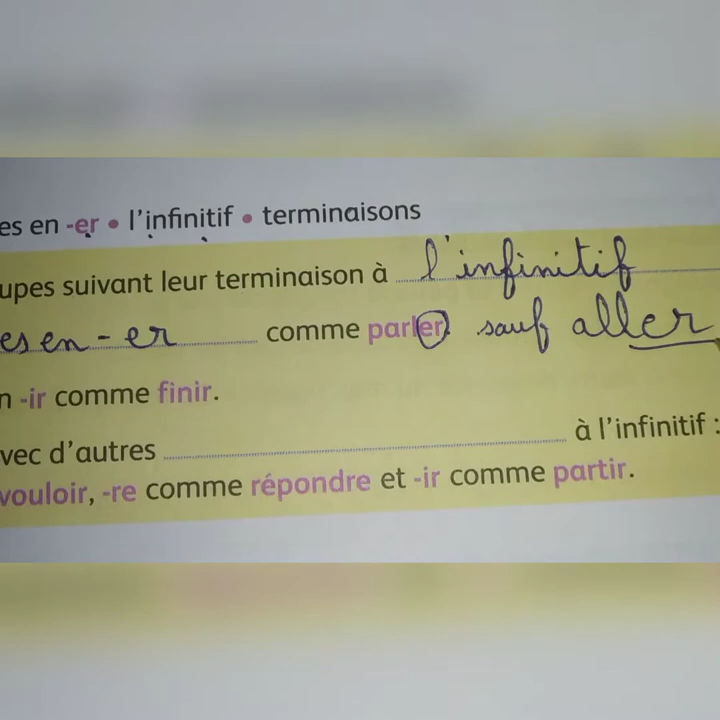 es en -er • l'infinitif • terminaisons
upes suivant leur terminaison à l'infinitif
es en - er comme parler sauf aller
n -ir comme finir.
vec d'autres à l'infinitif :
vouloir, -re comme répondre et -ir comme partir.